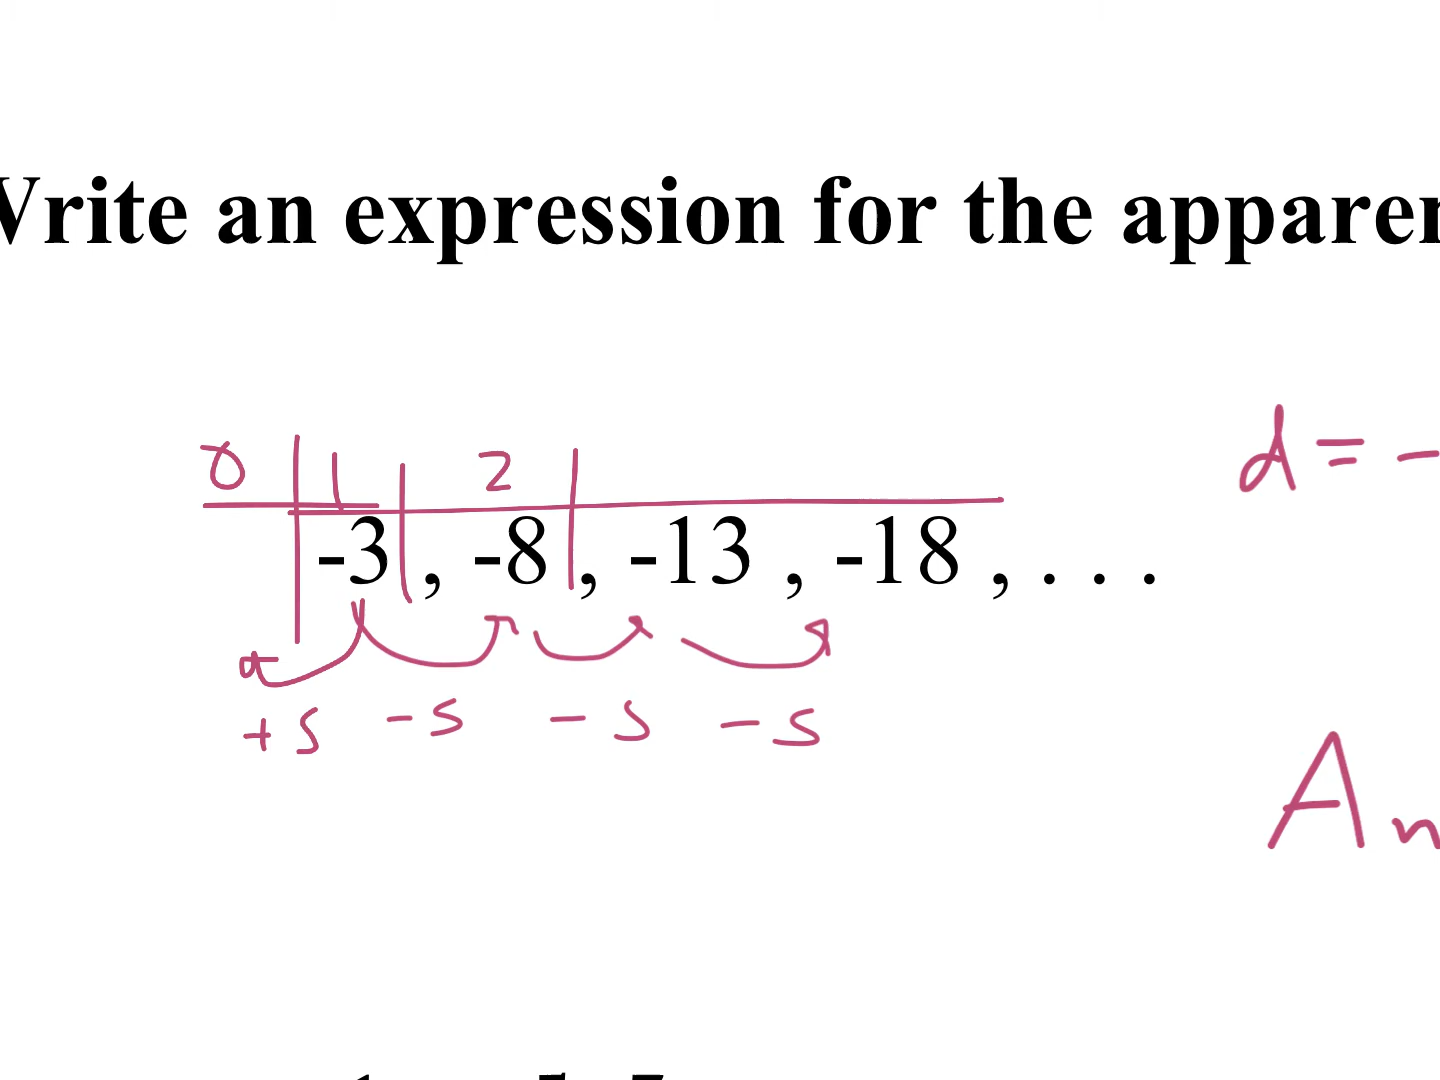 Write an expression for the apparen
d = -
0 1 2
-3 , -8 , -13 , -18 , . . .
+5 -5 -5 -5
An